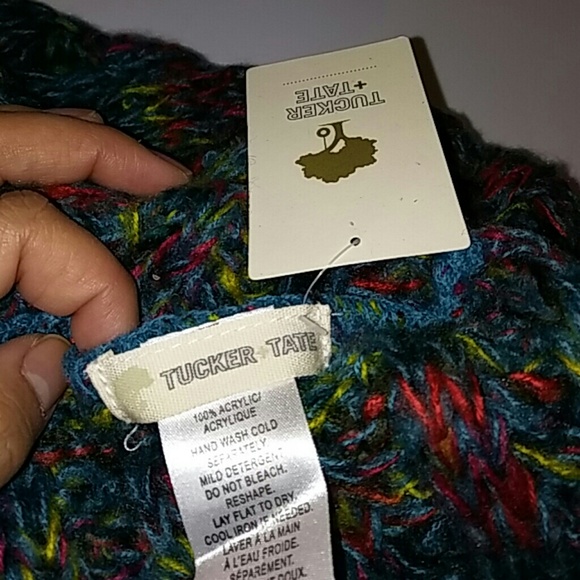 TUCKER
+TATE
TUCKER+TATE
100% ACRYLIC/
ACRYLIQUE
HAND WASH COLD
SEPARATELY.
MILD DETERGENT.
DO NOT BLEACH.
RESHAPE.
LAY FLAT TO DRY.
COOL IRON IF NEEDED.
LAVER À LA MAIN
À L'EAU FROIDE.
SÉPARÉMENT.
DOUX.